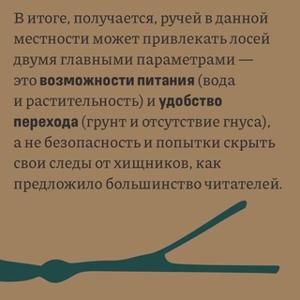 В итоге, получается, ручей в данной
местности может привлекать лосей
двумя главными параметрами —
это возможности питания (вода
и растительность) и удобство
перехода (грунт и отсутствие гнуса),
а не безопасность и попытки скрыть
свои следы от хищников, как
предложило большинство читателей.